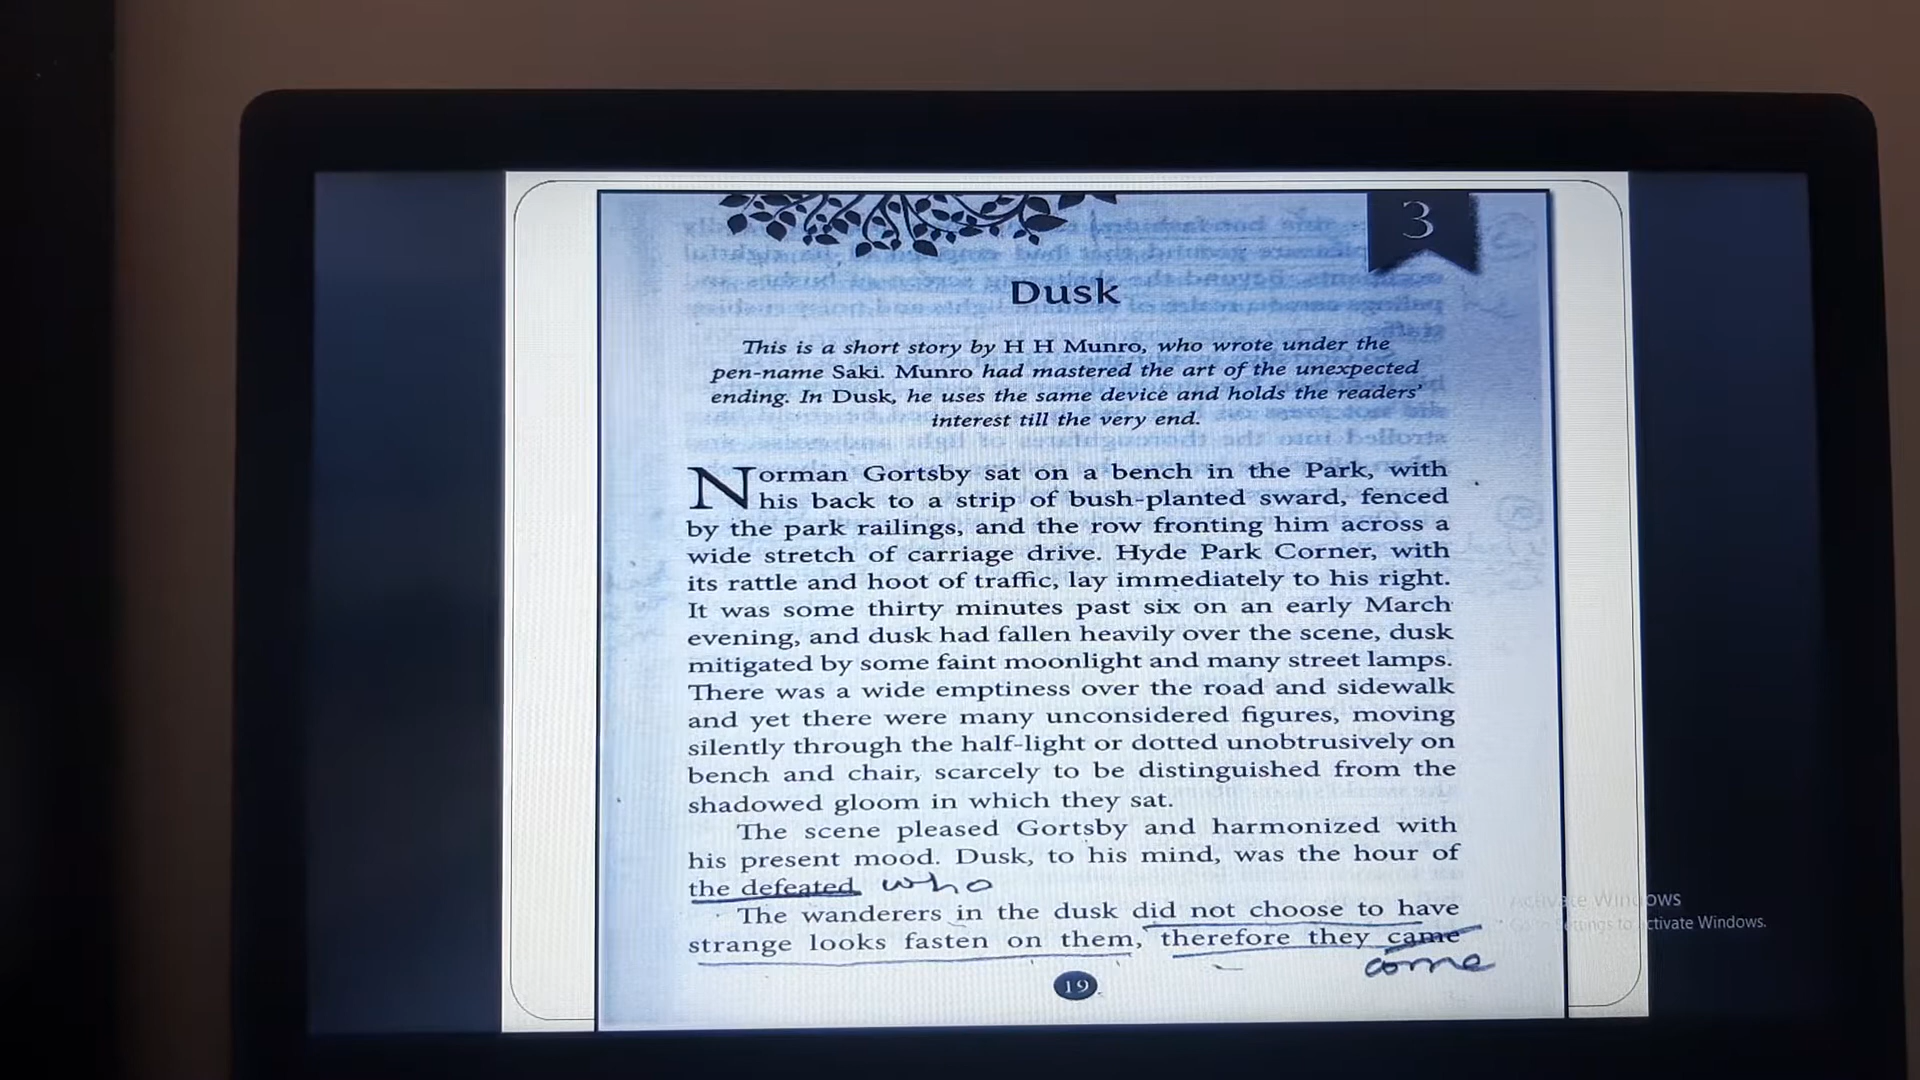 3
Dusk
This is a short story by H H Munro, who wrote under the
pen-name Saki. Munro had mastered the art of the unexpected
ending. In Dusk, he uses the same device and holds the readers'
interest till the very end.
Norman Gortsby sat on a bench in the Park, with
his back to a strip of bush-planted sward, fenced
by the park railings, and the row fronting him across a
wide stretch of carriage drive. Hyde Park Corner, with
its rattle and hoot of traffic, lay immediately to his right.
It was some thirty minutes past six on an early March
evening, and dusk had fallen heavily over the scene, dusk
mitigated by some faint moonlight and many street lamps.
There was a wide emptiness over the road and sidewalk
and yet there were many unconsidered figures, moving
silently through the half-light or dotted unobtrusively on
bench and chair, scarcely to be distinguished from the
shadowed gloom in which they sat.
The scene pleased Gortsby and harmonized with
his present mood. Dusk, to his mind, was the hour of
the defeated who
The wanderers in the dusk did not choose to have
strange looks fasten on them, therefore they came
come
19
Activate Windows
Go to Settings to activate Windows.